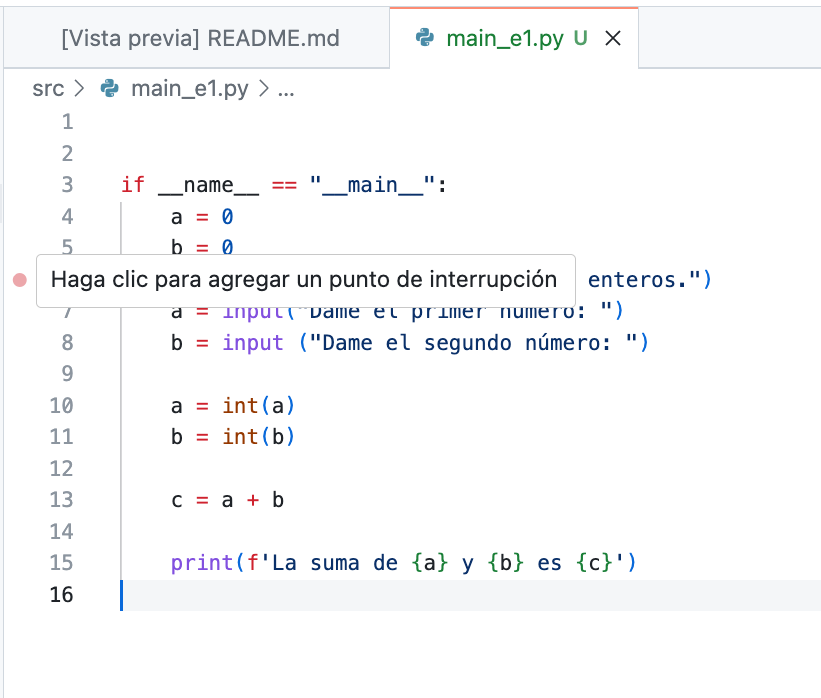 [Vista previa] README.md main_e1.py U
src > main_e1.py > ...
1
2
3 if __name__ == "__main__":
4 a = 0
5 b = 0
Haga clic para agregar un punto de interrupción enteros.")
7 a = input("Dame el primer número: ")
8 b = input ("Dame el segundo número: ")
9
10 a = int(a)
11 b = int(b)
12
13 c = a + b
14
15 print(f'La suma de {a} y {b} es {c}')
16